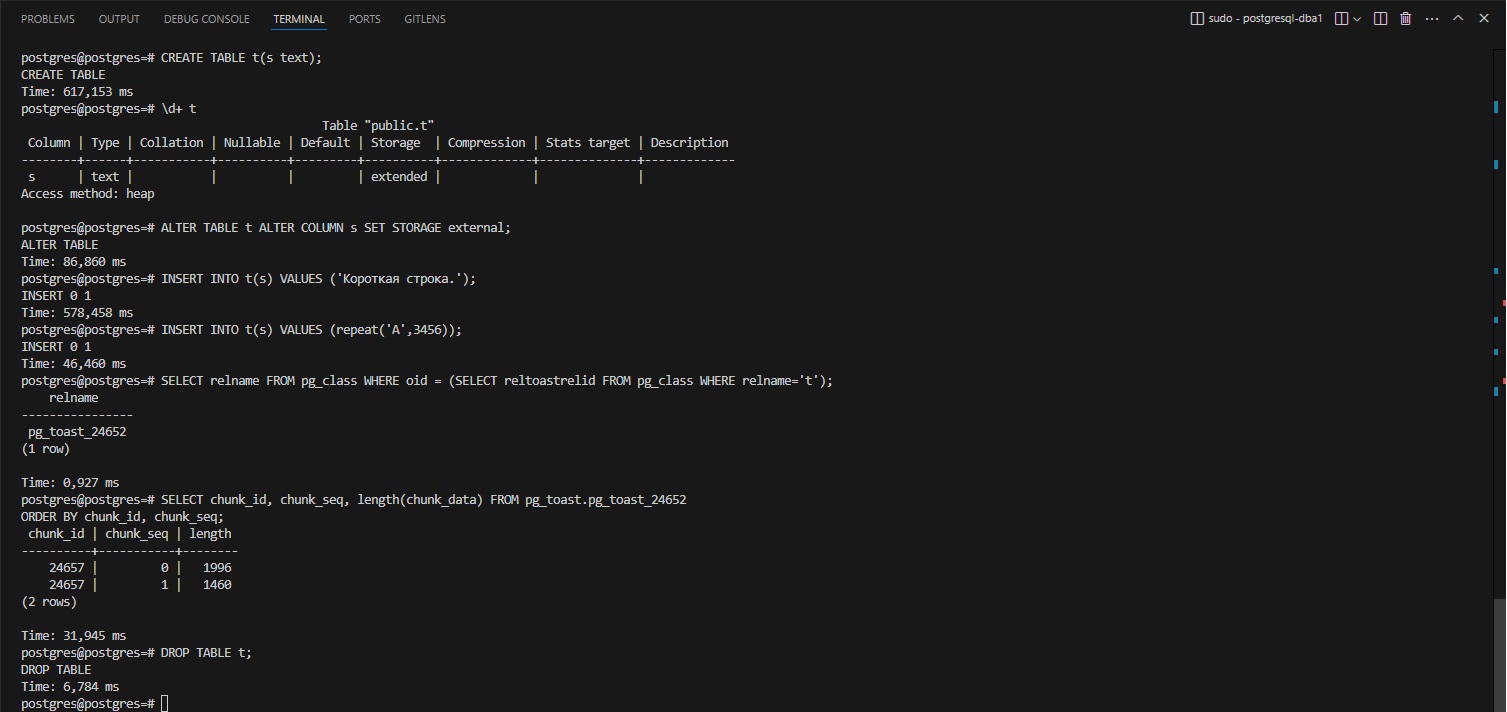 PROBLEMS OUTPUT DEBUG CONSOLE TERMINAL PORTS GITLENS sudo - postgresql-dba1
postgres@postgres=# CREATE TABLE t(s text);
CREATE TABLE
Time: 617,153 ms
postgres@postgres=# \d+ t
Table "public.t"
Column | Type | Collation | Nullable | Default | Storage | Compression | Stats target | Description
--------+------+-----------+----------+---------+----------+-------------+--------------+-------------
s | text | | | | extended | | |
Access method: heap
postgres@postgres=# ALTER TABLE t ALTER COLUMN s SET STORAGE external;
ALTER TABLE
Time: 86,860 ms
postgres@postgres=# INSERT INTO t(s) VALUES ('Короткая строка.');
INSERT 0 1
Time: 578,458 ms
postgres@postgres=# INSERT INTO t(s) VALUES (repeat('A',3456));
INSERT 0 1
Time: 46,460 ms
postgres@postgres=# SELECT relname FROM pg_class WHERE oid = (SELECT reltoastrelid FROM pg_class WHERE relname='t');
relname
----------------
pg_toast_24652
(1 row)
Time: 0,927 ms
postgres@postgres=# SELECT chunk_id, chunk_seq, length(chunk_data) FROM pg_toast.pg_toast_24652
ORDER BY chunk_id, chunk_seq;
chunk_id | chunk_seq | length
----------+-----------+--------
24657 | 0 | 1996
24657 | 1 | 1460
(2 rows)
Time: 31,945 ms
postgres@postgres=# DROP TABLE t;
DROP TABLE
Time: 6,784 ms
postgres@postgres=#